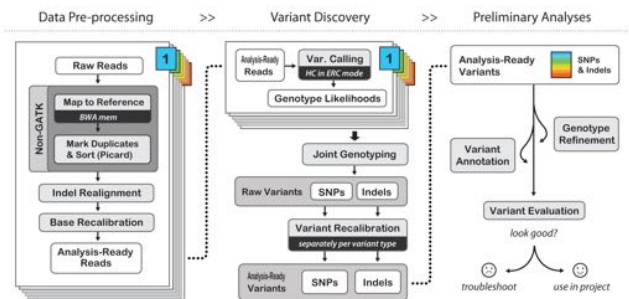 Data Pre-processing >> Variant Discovery >> Preliminary Analyses
1
Raw Reads
Non-GATK
Map to Reference
BWA mem
Mark Duplicates
& Sort (Picard)
Indel Realignment
Base Recalibration
Analysis-Ready
Reads
1
Analysis-Ready
Reads
Var. Calling
HC in ERC mode
Genotype Likelihoods
Joint Genotyping
Raw Variants
SNPs
Indels
Variant Recalibration
separately per variant type
Analysis-Ready
Variants
SNPs
Indels
Analysis-Ready
Variants
SNPs
& Indels
Genotype
Refinement
Variant
Annotation
Variant Evaluation
look good?
troubleshoot
use in project